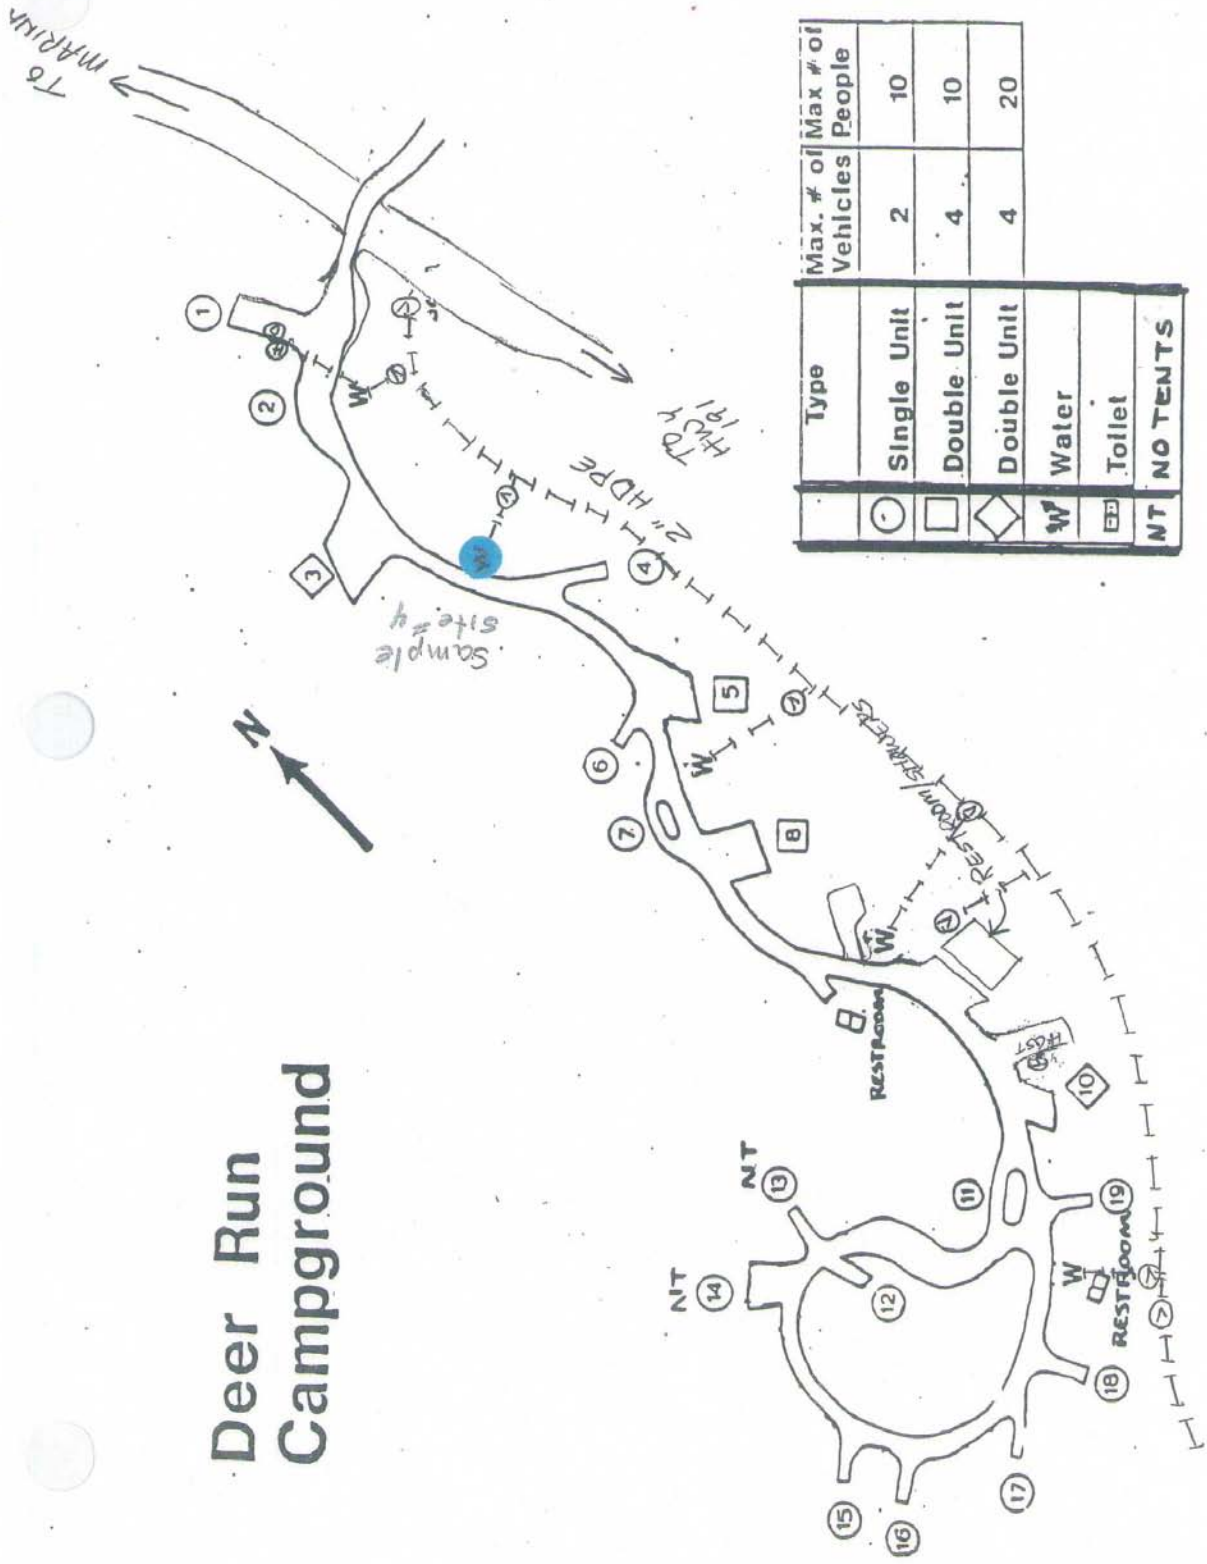 Deer Run
Campground
N
TO
MARINA
TO
HWY
191
1
2
3
4
5
6
7
8
10
11
12
13
NT
14
NT
15
16
17
18
19
W
W
W
W
W
W
Sample
Site #4
2" HDPE
RESTROOM/SHOWERS
RESTROOM
HOST
RESTROOM
Type
Max. # of
Vehicles
Max # of
People
Single Unit
2
10
Double Unit
4
10
Double Unit
4
20
W
Water
Toilet
NT
NO TENTS